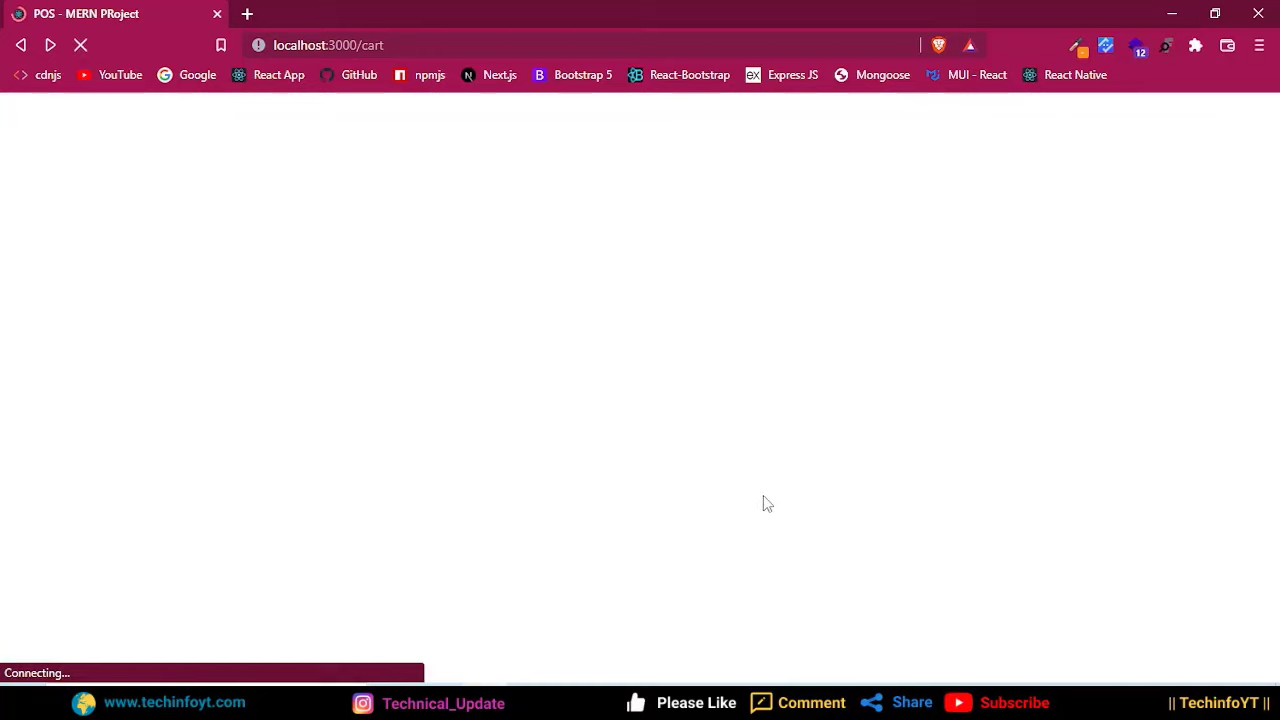 POS - MERN PRoject
localhost:3000/cart
12
cdnjs YouTube Google React App GitHub npmjs Next.js Bootstrap 5 React-Bootstrap Express JS Mongoose MUI - React React Native
Connecting...
www.techinfoyt.com Technical_Update Please Like Comment Share Subscribe || TechinfoYT ||